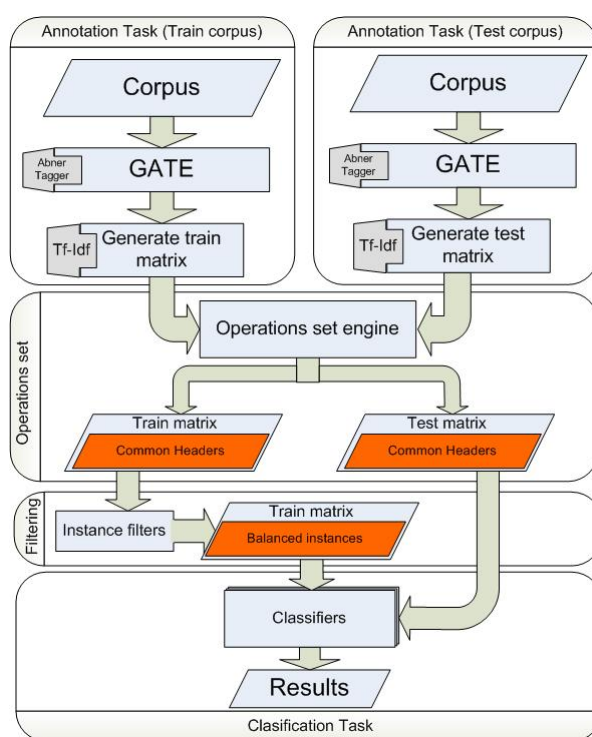 Annotation Task (Train corpus)
Corpus
Abner
Tagger
GATE
Tf-Idf
Generate train
matrix
Annotation Task (Test corpus)
Corpus
Abner
Tagger
GATE
Tf-Idf
Generate test
matrix
Operations set
Operations set engine
Train matrix
Common Headers
Test matrix
Common Headers
Filtering
Instance filters
Train matrix
Balanced instances
Classifiers
Results
Clasification Task